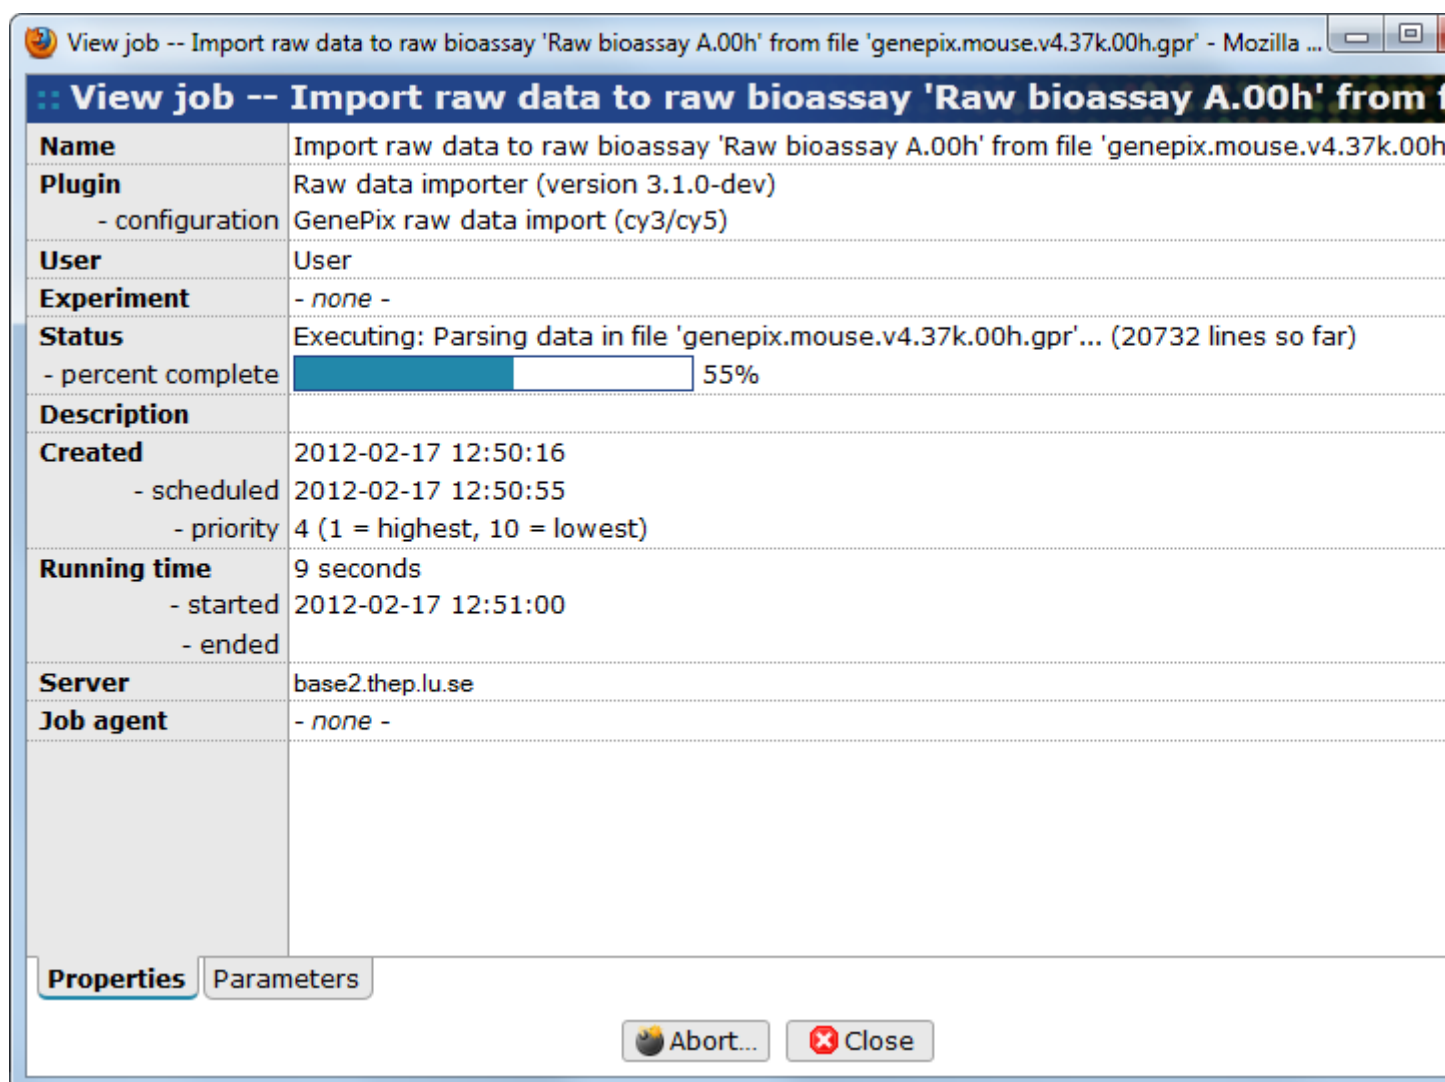 View job -- Import raw data to raw bioassay 'Raw bioassay A.00h' from file 'genepix.mouse.v4.37k.00h.gpr' - Mozilla ...
:: View job -- Import raw data to raw bioassay 'Raw bioassay A.00h' from
Name Import raw data to raw bioassay 'Raw bioassay A.00h' from file 'genepix.mouse.v4.37k.00h
Plugin Raw data importer (version 3.1.0-dev)
- configuration GenePix raw data import (cy3/cy5)
User User
Experiment - none -
Status Executing: Parsing data in file 'genepix.mouse.v4.37k.00h.gpr'... (20732 lines so far)
- percent complete 55%
Description
Created 2012-02-17 12:50:16
- scheduled 2012-02-17 12:50:55
- priority 4 (1 = highest, 10 = lowest)
Running time 9 seconds
- started 2012-02-17 12:51:00
- ended
Server base2.thep.lu.se
Job agent - none -
Properties Parameters
Abort... Close